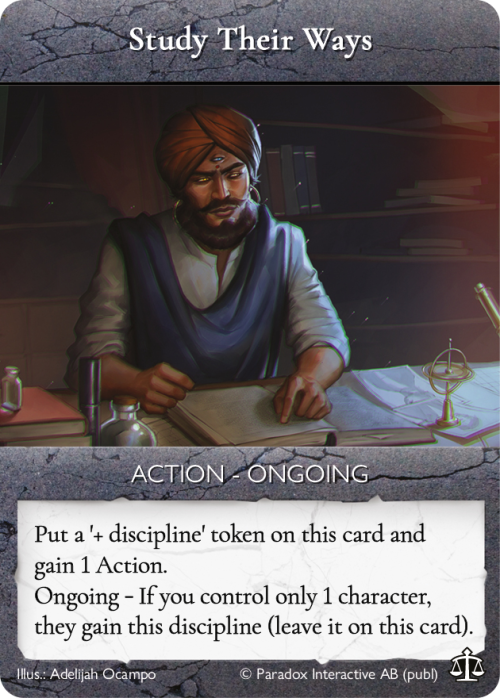 Study Their Ways
ACTION - ONGOING
Put a '+ discipline' token on this card and
gain 1 Action.
Ongoing - If you control only 1 character,
they gain this discipline (leave it on this card).
Illus.: Adelijah Ocampo © Paradox Interactive AB (publ)